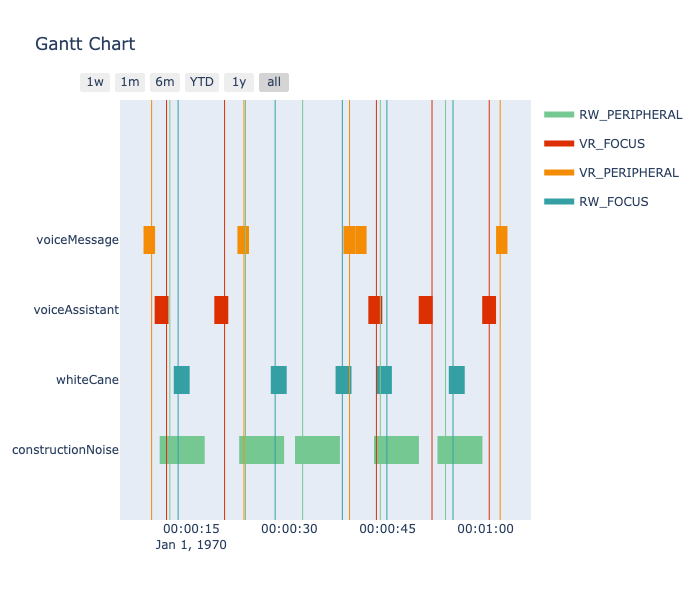 Gantt Chart
1w 1m 6m YTD 1y all
RW_PERIPHERAL
VR_FOCUS
VR_PERIPHERAL
RW_FOCUS
voiceMessage
voiceAssistant
whiteCane
constructionNoise
00:00:15 00:00:30 00:00:45 00:01:00
Jan 1, 1970